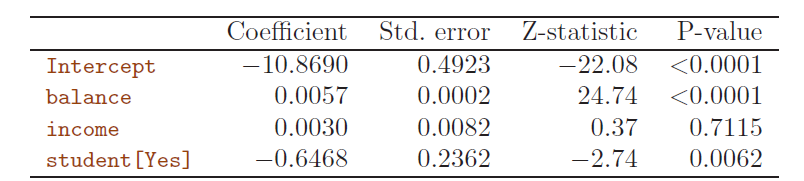 Coefficient Std. error Z-statistic P-value
Intercept −10.8690 0.4923 −22.08 <0.0001
balance 0.0057 0.0002 24.74 <0.0001
income 0.0030 0.0082 0.37 0.7115
student[Yes] −0.6468 0.2362 −2.74 0.0062